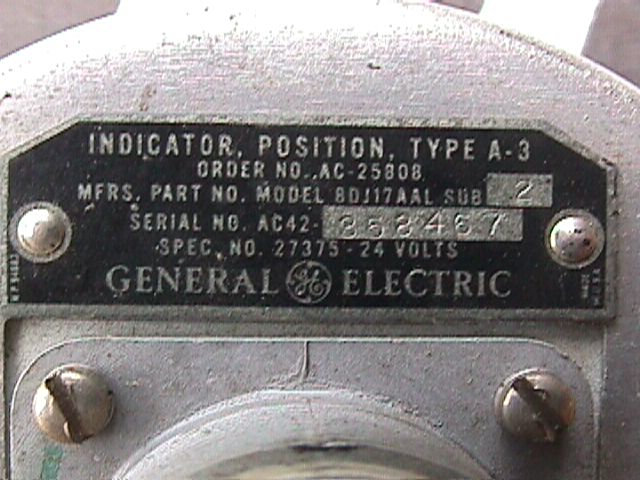 INDICATOR, POSITION, TYPE A-3
ORDER NO. AC-25808
MFRS. PART NO. MODEL 8DJ17AAL SUB 2
SERIAL NO. AC42-358467
SPEC. NO. 27375-24 VOLTS
GENERAL GE ELECTRIC